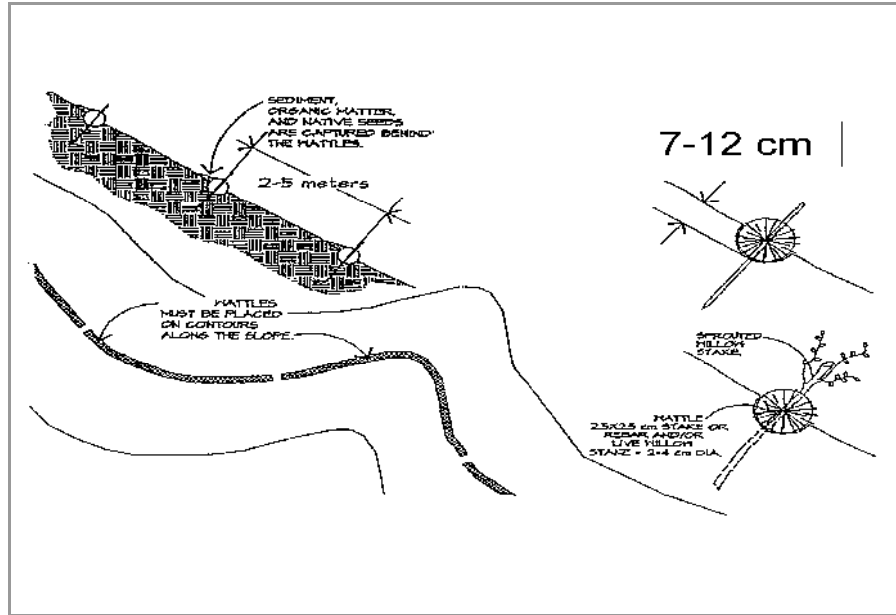 SEDIMENT,
ORGANIC MATTER,
AND NATIVE SEEDS
ARE CAPTURED BEHIND
THE WATTLES.
2-5 meters
7-12 cm
WATTLES
MUST BE PLACED
ON CONTOURS
ALONG THE SLOPE.
SPROUTED
WILLOW
STAKE
WATTLE
2.5X2.5 cm STAKE OR
REBAR AND/OR
LIVE WILLOW
STAKE - 2-4 cm DIA.